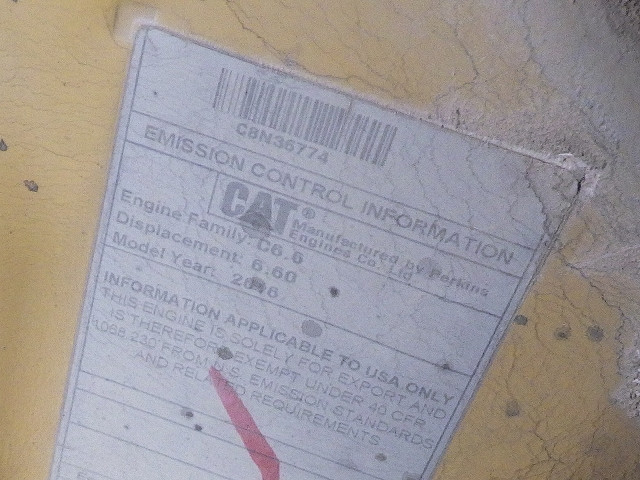 C8N36774
EMISSION CONTROL INFORMATION
CAT® Manufactured by Perkins
Engines Co. Ltd
Engine Family: C6.6
Displacement: 6.60
Model Year: 2016
INFORMATION APPLICABLE TO USA ONLY
THIS ENGINE IS SOLELY FOR EXPORT AND
IS THEREFORE EXEMPT UNDER 40 CFR
1068.230 FROM U.S. EMISSION STANDARDS
AND RELATED REQUIREMENTS